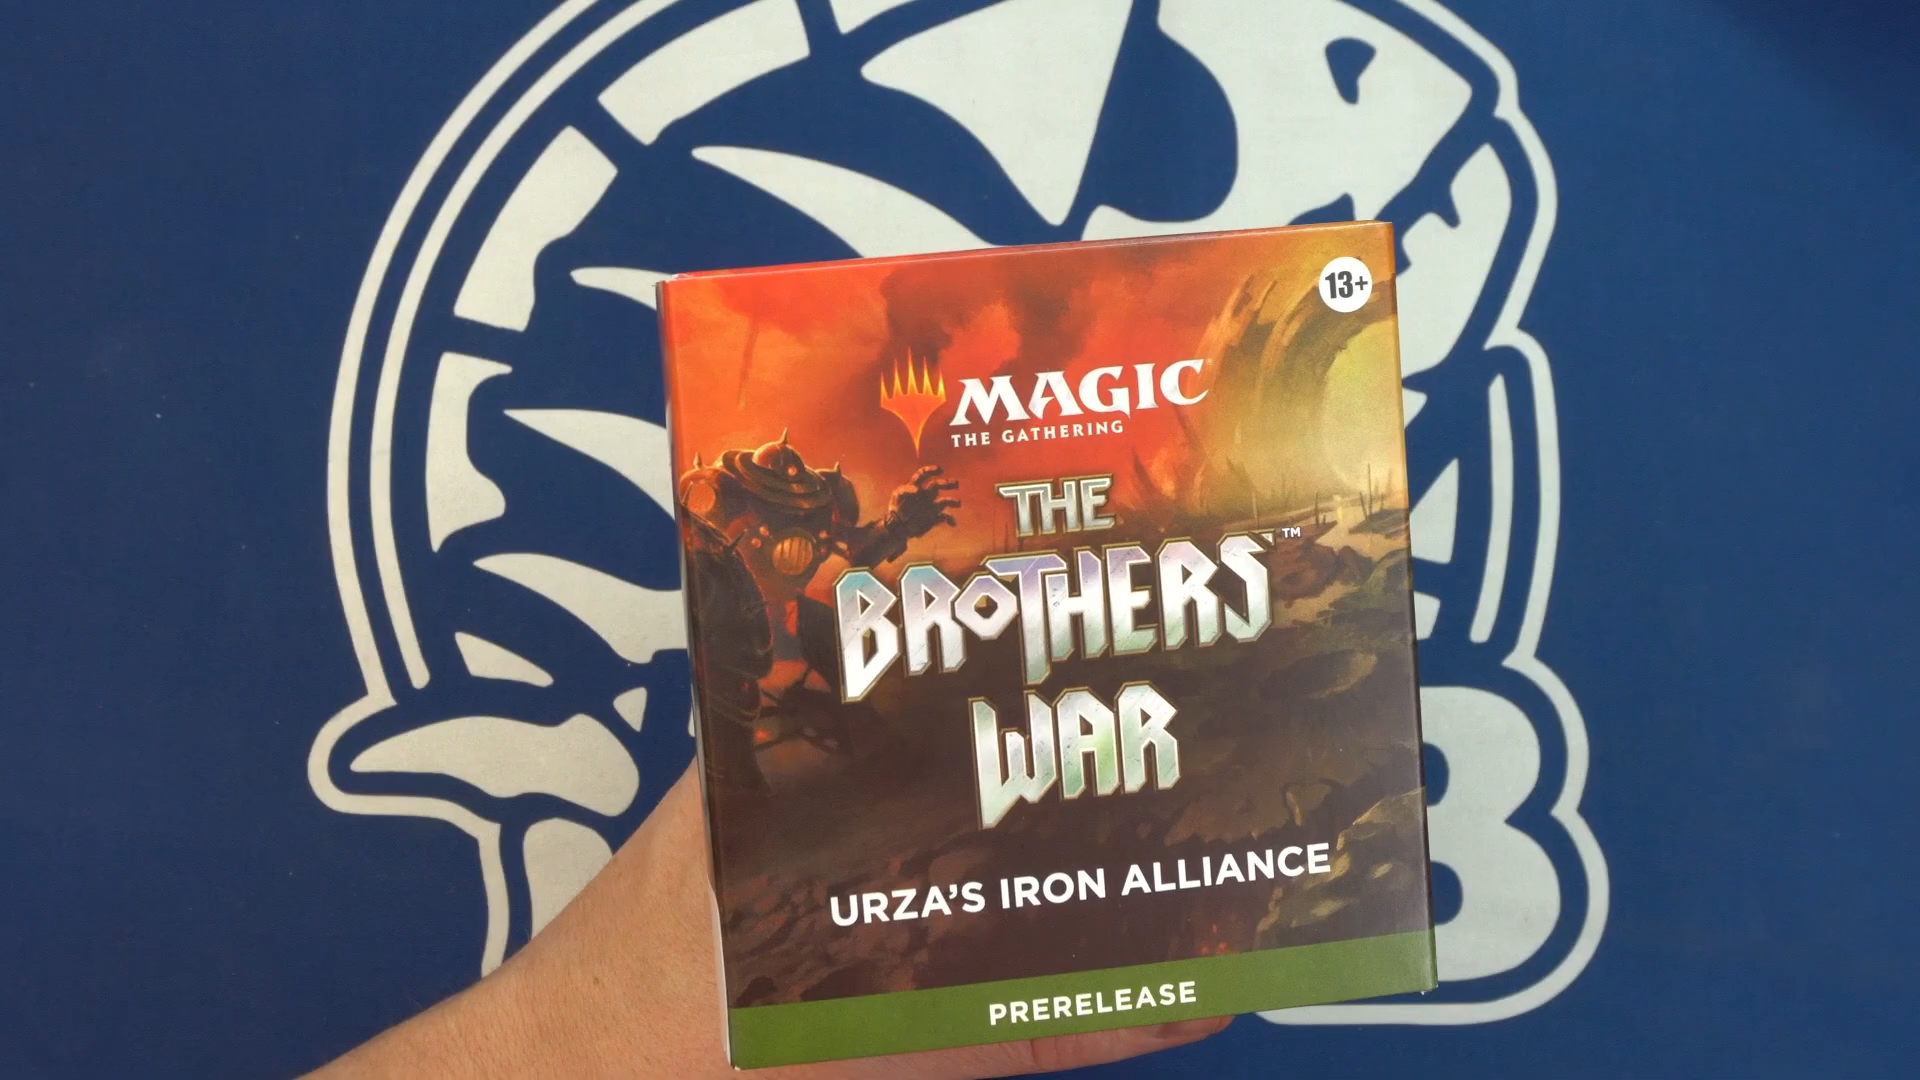 13+
MAGIC
THE GATHERING
THE
BROTHERS'™
WAR
URZA'S IRON ALLIANCE
PRERELEASE